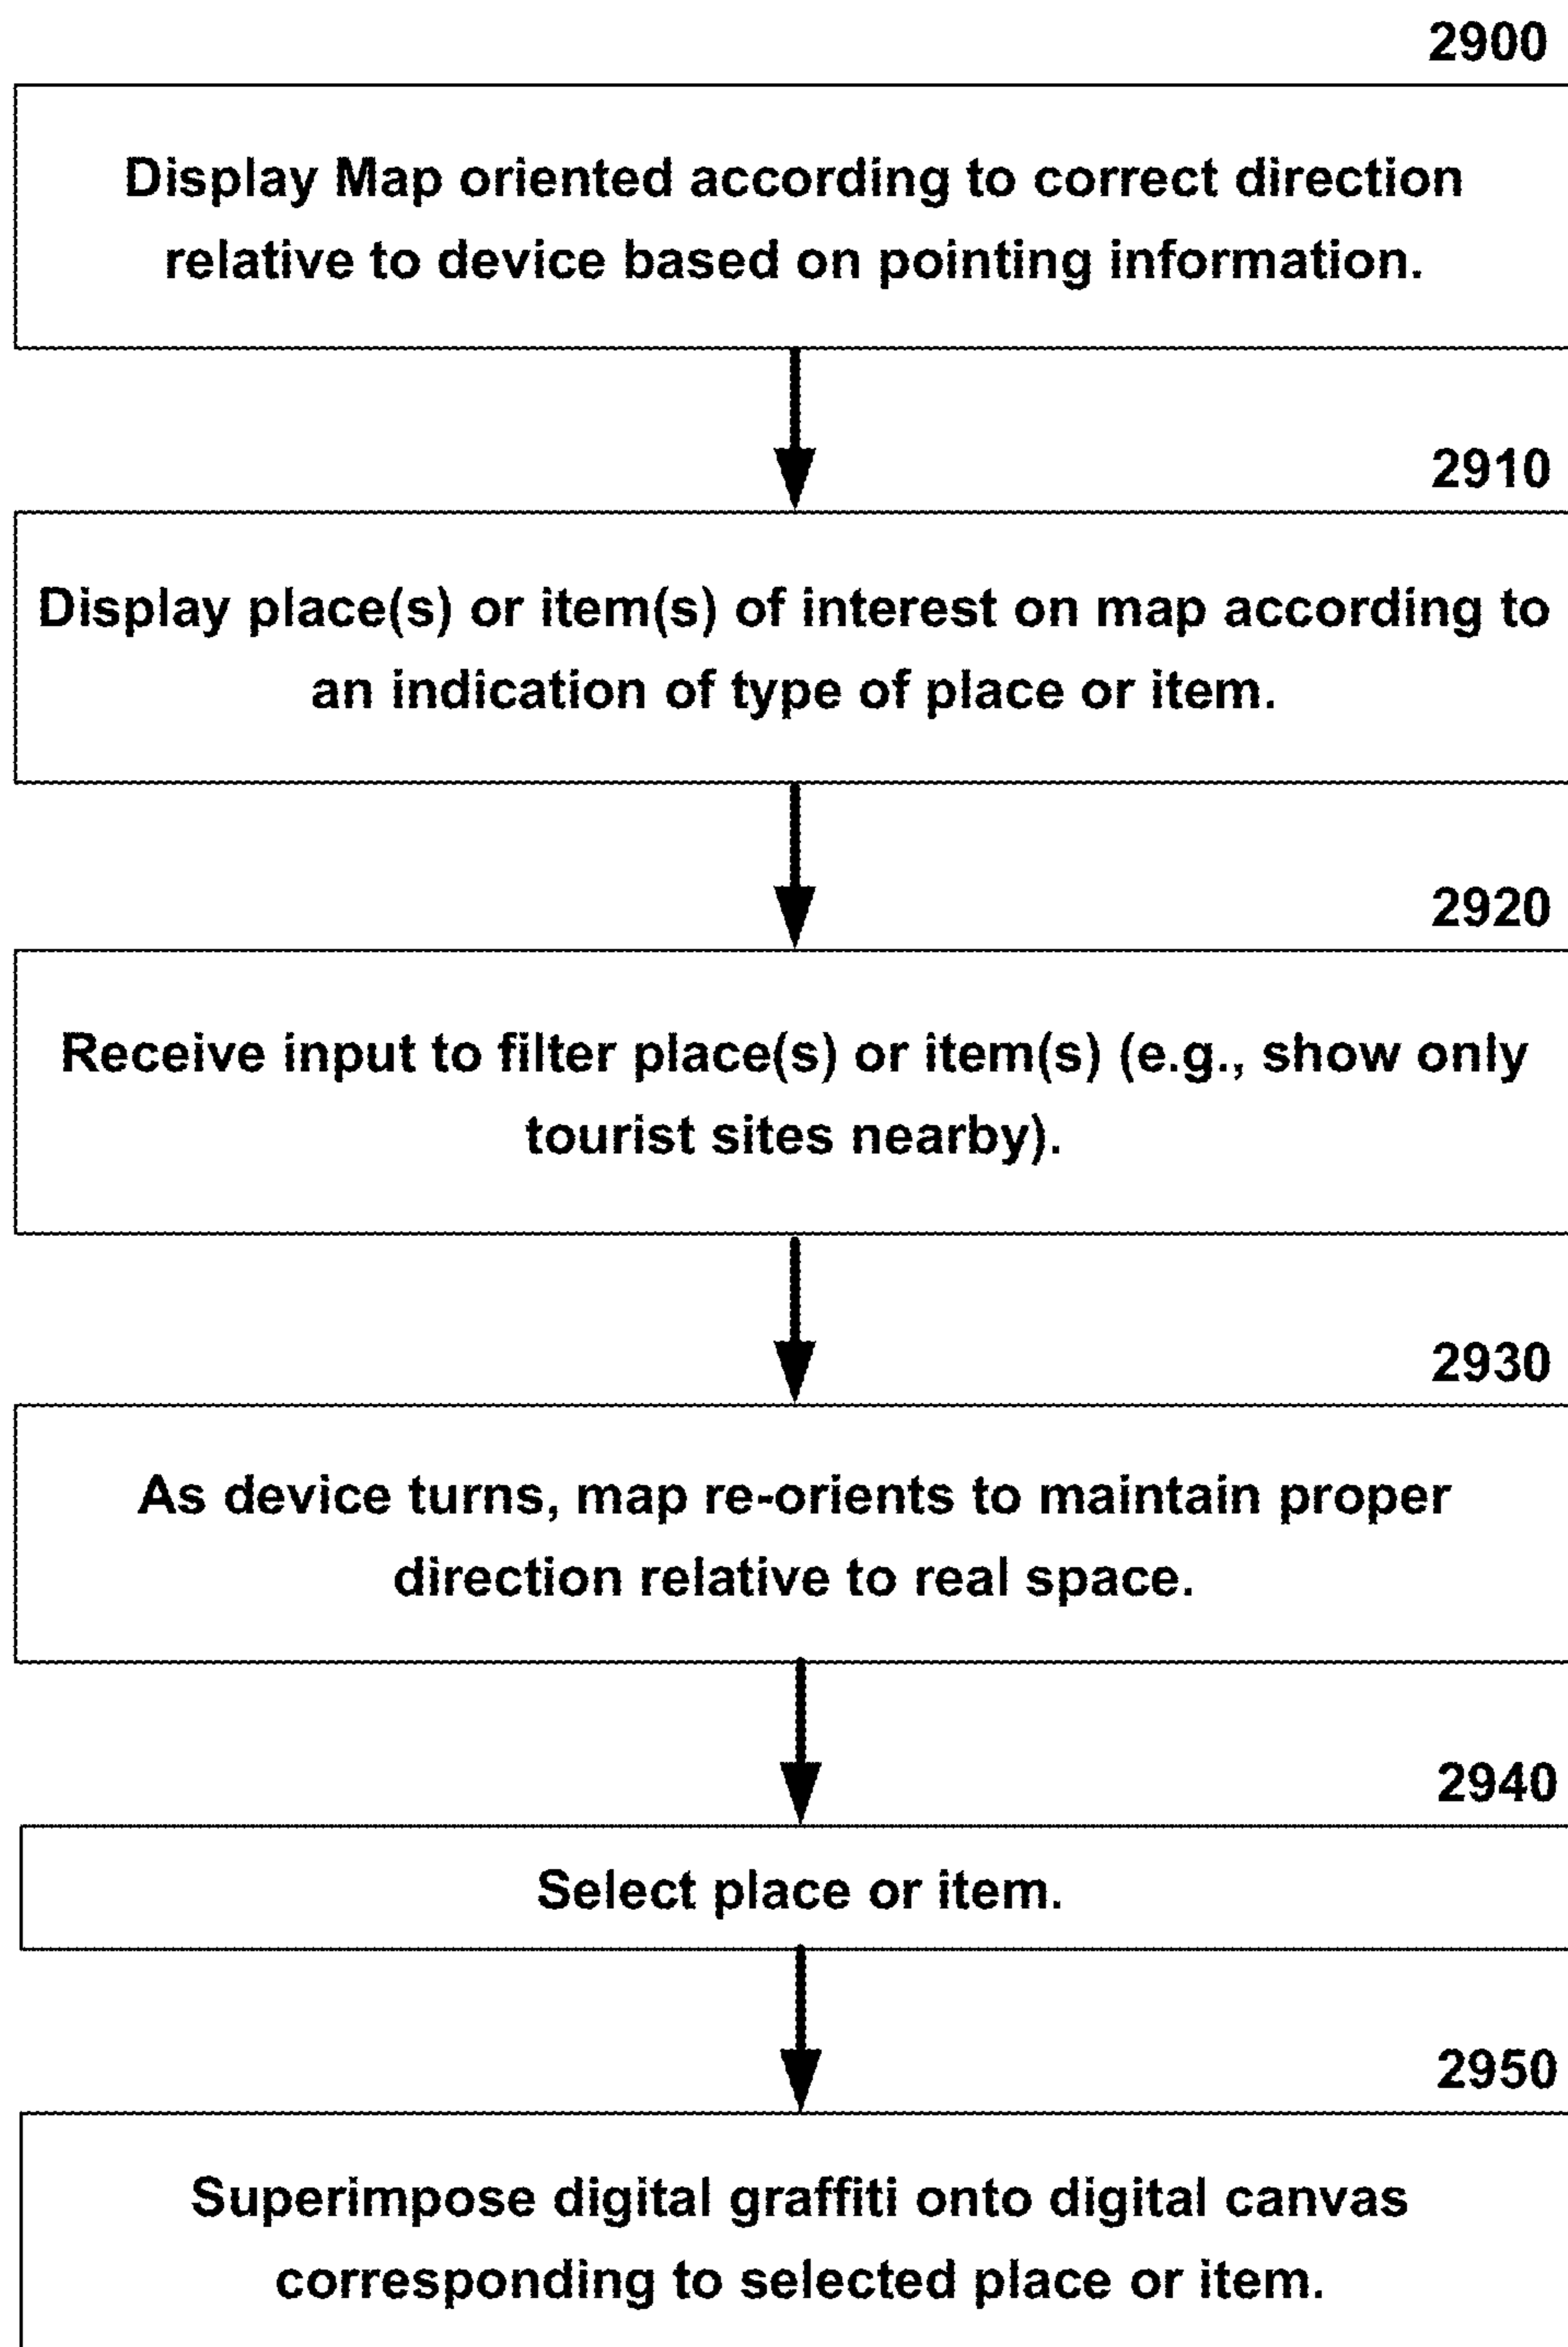 2900
Display Map oriented according to correct direction
relative to device based on pointing information.
2910
Display place(s) or item(s) of interest on map according to
an indication of type of place or item.
2920
Receive input to filter place(s) or item(s) (e.g., show only
tourist sites nearby).
2930
As device turns, map re-orients to maintain proper
direction relative to real space.
2940
Select place or item.
2950
Superimpose digital graffiti onto digital canvas
corresponding to selected place or item.